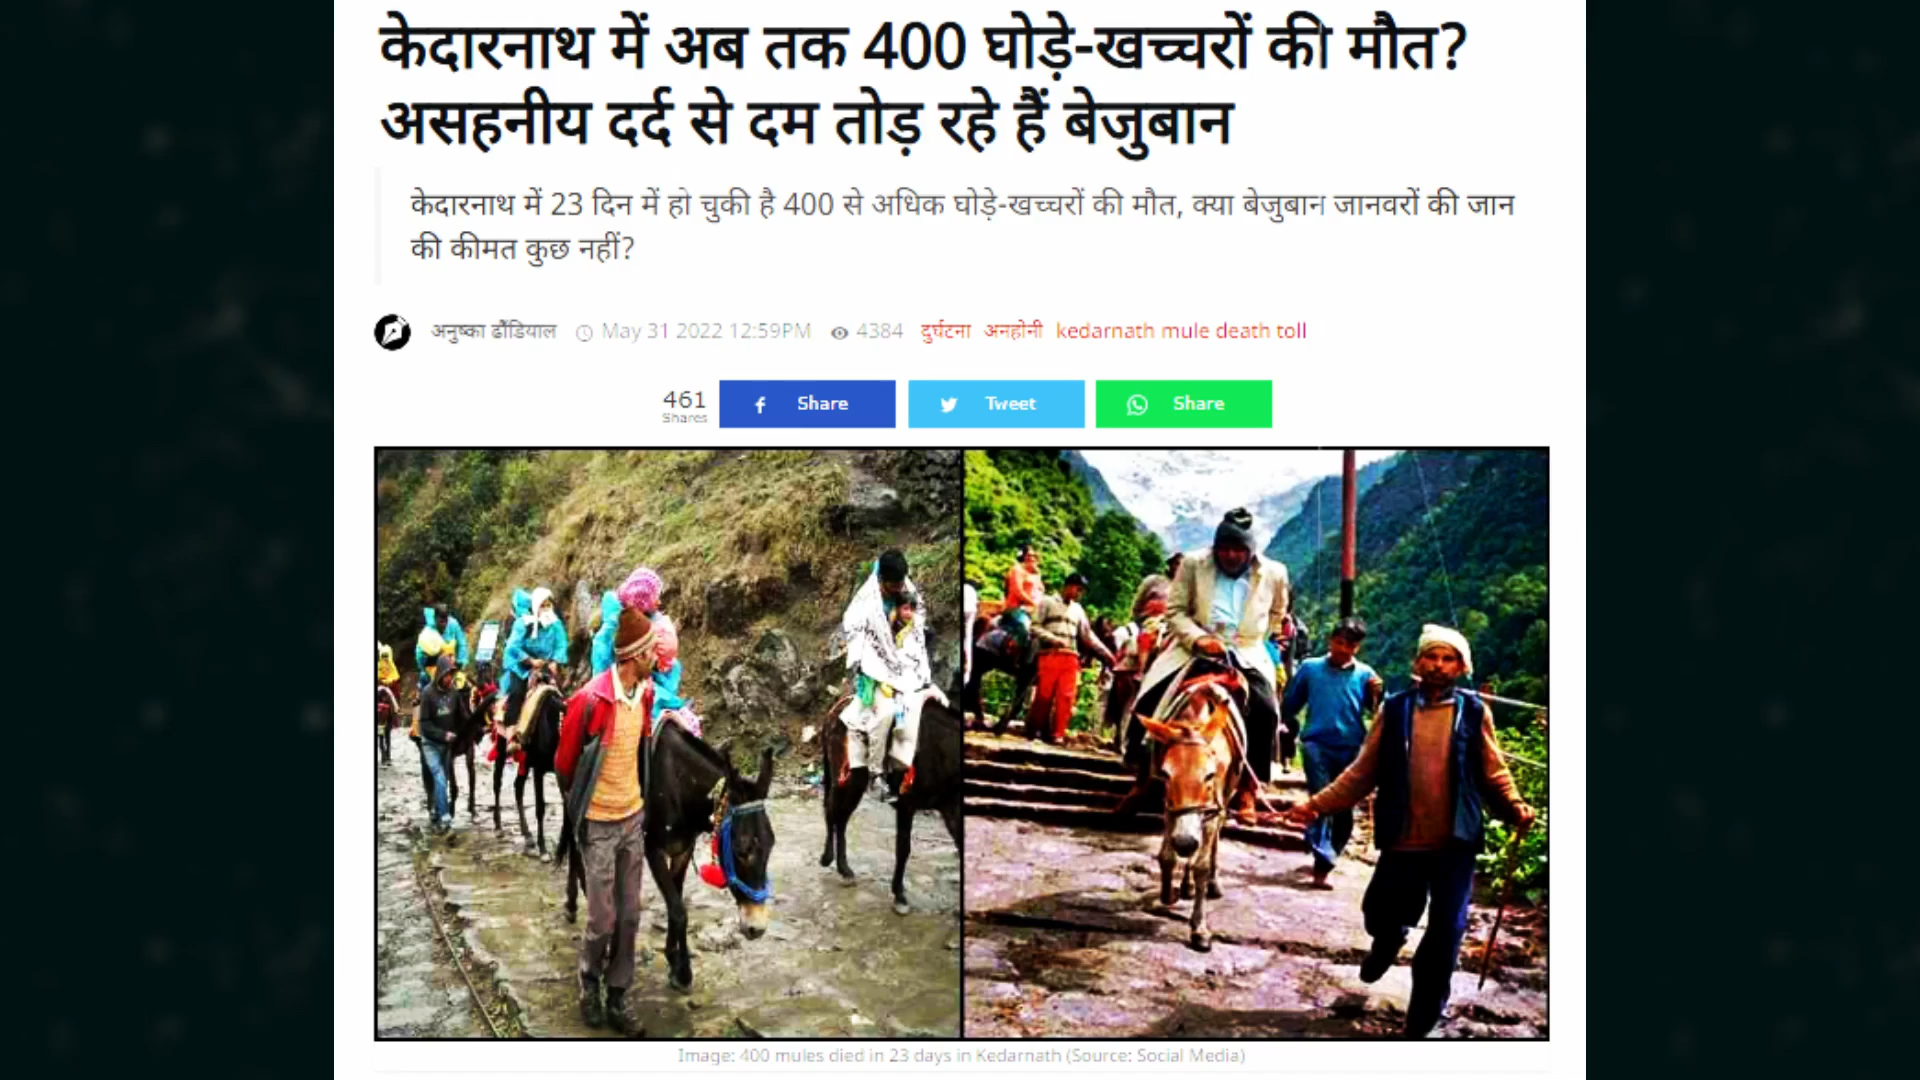 केदारनाथ में अब तक 400 घोड़े-खच्चरों की मौत?
असहनीय दर्द से दम तोड़ रहे हैं बेजुबान
केदारनाथ में 23 दिन में हो चुकी है 400 से अधिक घोड़े-खच्चरों की मौत, क्या बेजुबान जानवरों की जान
की कीमत कुछ नहीं?
अनुष्का ढौंडियाल May 31 2022 12:59PM 4384 दुर्घटना अनहोनी kedarnath mule death toll
461 Share Tweet Share
Shares
Image: 400 mules died in 23 days in Kedarnath (Source: Social Media)